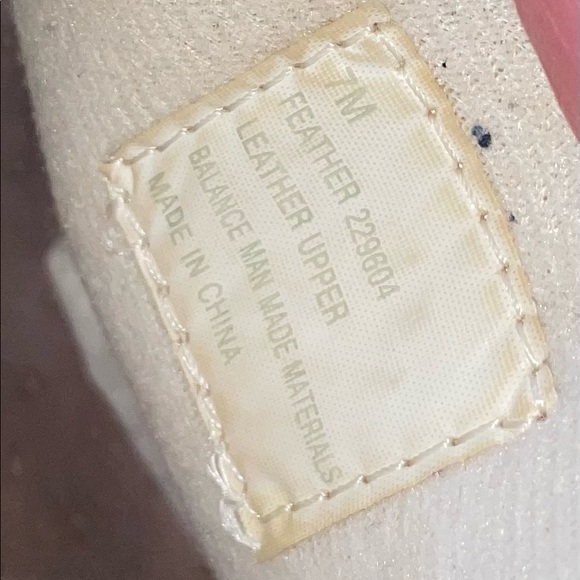 7M
FEATHER 229604
LEATHER UPPER
BALANCE MAN MADE MATERIALS
MADE IN CHINA